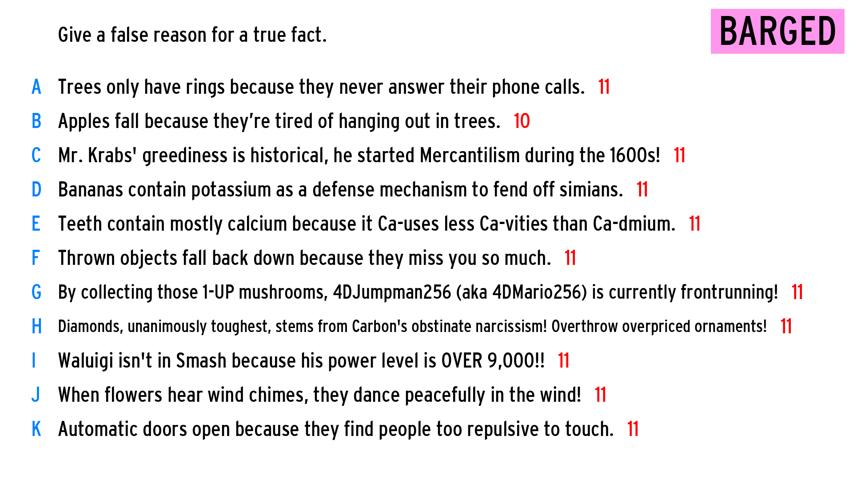 Give a false reason for a true fact.
BARGED
A Trees only have rings because they never answer their phone calls. 11
B Apples fall because they're tired of hanging out in trees. 10
C Mr. Krabs' greediness is historical, he started Mercantilism during the 1600s! 11
D Bananas contain potassium as a defense mechanism to fend off simians. 11
E Teeth contain mostly calcium because it Ca-uses less Ca-vities than Ca-dmium. 11
F Thrown objects fall back down because they miss you so much. 11
G By collecting those 1-UP mushrooms, 4DJumpman256 (aka 4DMario256) is currently frontrunning! 11
H Diamonds, unanimously toughest, stems from Carbon's obstinate narcissism! Overthrow overpriced ornaments! 11
I Waluigi isn't in Smash because his power level is OVER 9,000!! 11
J When flowers hear wind chimes, they dance peacefully in the wind! 11
K Automatic doors open because they find people too repulsive to touch. 11